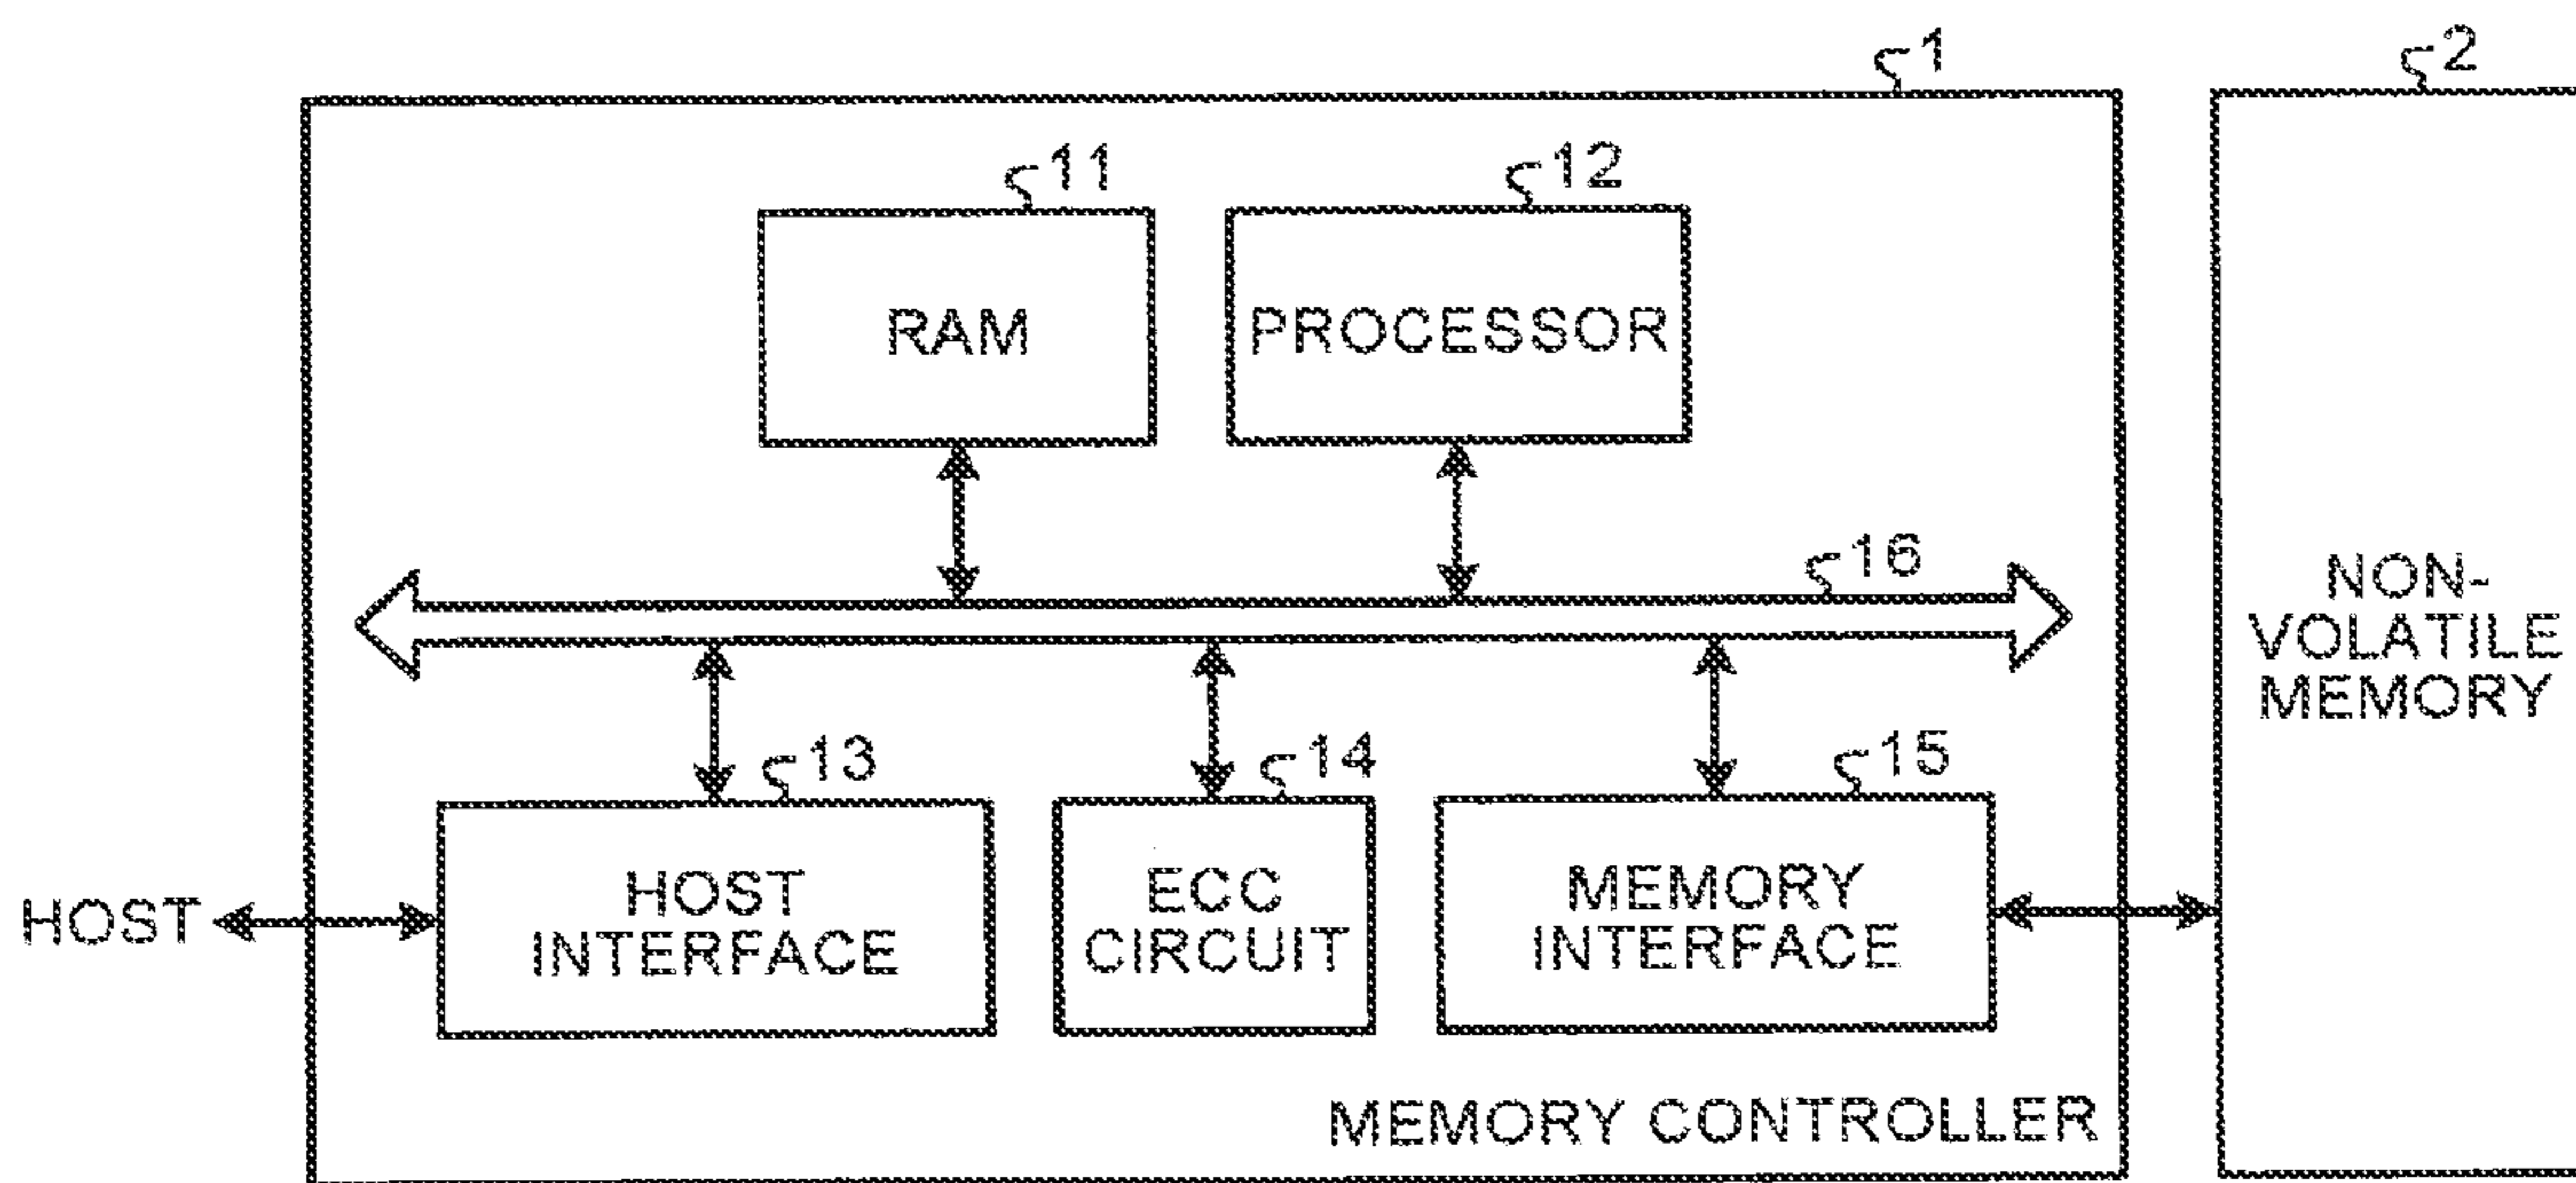 1
2
11
12
RAM
PROCESSOR
16
NON-
VOLATILE
MEMORY
13
14
15
HOST
HOST
INTERFACE
ECC
CIRCUIT
MEMORY
INTERFACE
MEMORY CONTROLLER